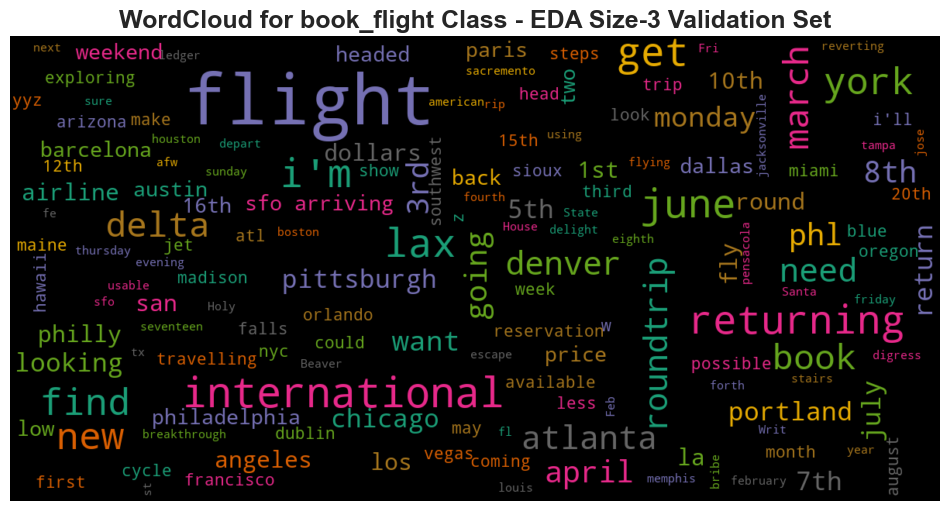 WordCloud for book_flight Class - EDA Size-3 Validation Set
next
weekend
ledger
headed
paris
steps
get
Fri
reverting
exploring
sacremento
flight
head
two
trip
10th
march
york
yyz
sure
american
rip
arizona
make
15th
using
look
monday
jacksonville
i'll
tampa
jose
houston
depart
barcelona
dollars
12th
afw
sunday
i'm
show
3rd
southwest
back
sioux
1st
flying
dallas
miami
8th
airline
austin
16th
sfo arriving
fourth
third
20th
fe
delta
z
5th
State
june
round
boston
atl
lax
House
delight
eighth
phl
blue
maine
thursday
jet
going
denver
fly
pensacola
need
oregon
return
hawaii
evening
madison
pittsburgh
week
roundtrip
usable
sfo
san
Holy
Santa
friday
orlando
philly
seventeen
falls
could
want
reservation
W
returning
looking
tx
travelling
nyc
Beaver
escape
price
possible
book
digress
find
international
available
less
Feb
forth
stairs
low
new
philadelphia
chicago
portland
Writ
july
breakthrough
dublin
may
fl
atlanta
angeles
los
vegas
coming
april
la
month
year
first
cycle
st
francisco
louis
memphis
bribe
february
7th
august